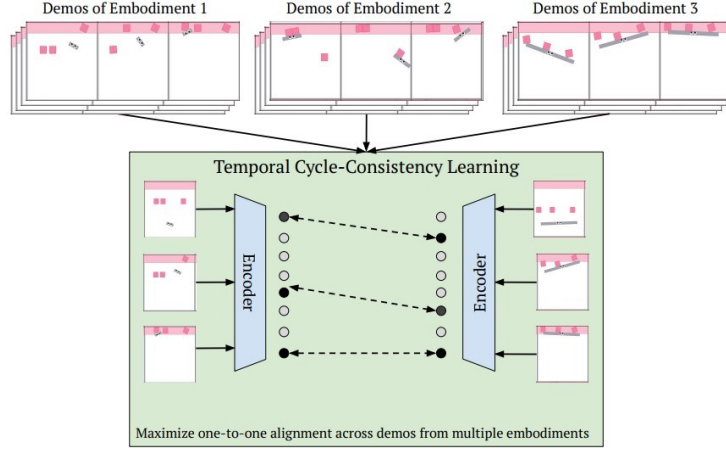 Demos of Embodiment 1
Demos of Embodiment 2
Demos of Embodiment 3
Temporal Cycle-Consistency Learning
Encoder
Encoder
Maximize one-to-one alignment across demos from multiple embodiments